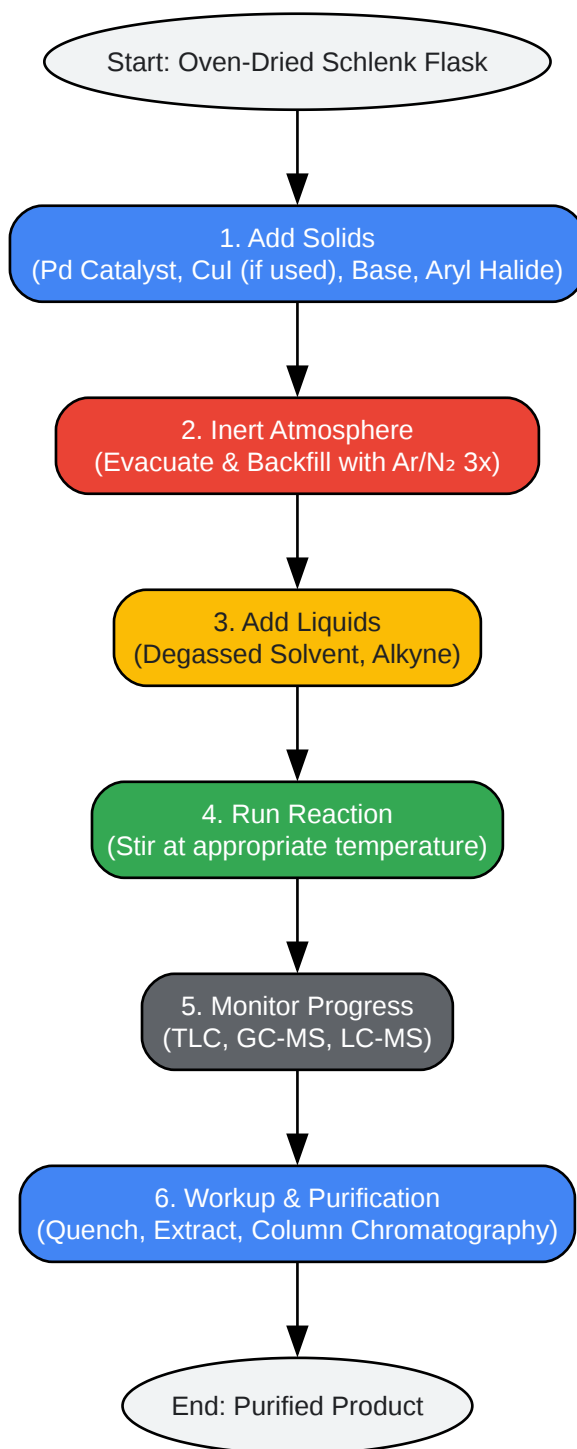 Start: Oven-Dried Schlenk Flask
1. Add Solids
(Pd Catalyst, CuI (if used), Base, Aryl Halide)
2. Inert Atmosphere
(Evacuate & Backfill with Ar/N₂ 3x)
3. Add Liquids
(Degassed Solvent, Alkyne)
4. Run Reaction
(Stir at appropriate temperature)
5. Monitor Progress
(TLC, GC-MS, LC-MS)
6. Workup & Purification
(Quench, Extract, Column Chromatography)
End: Purified Product